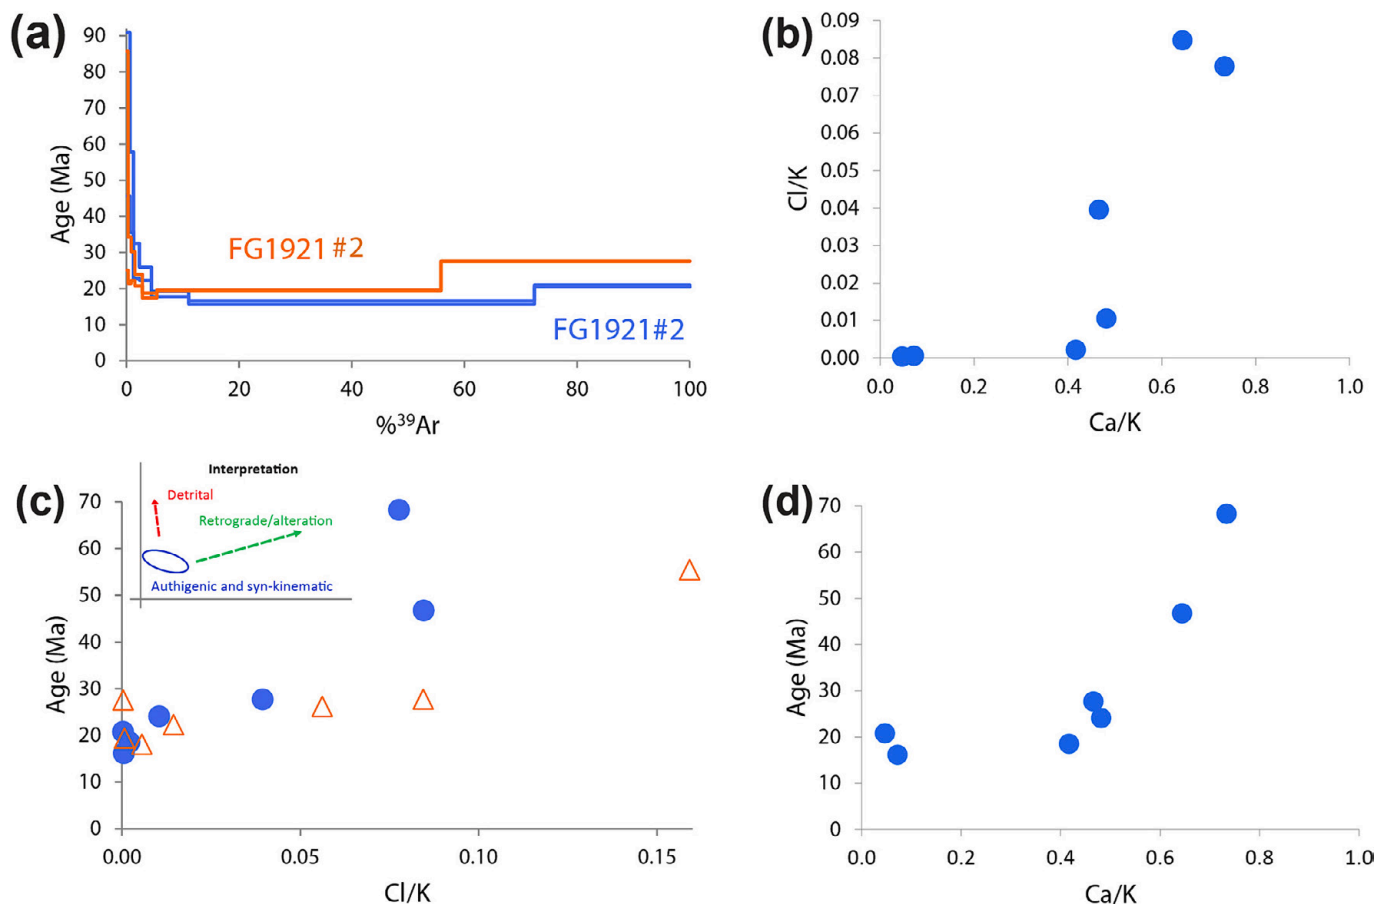 (a)
90
80
70
60
50
40
30
20
10
0
Age (Ma)
FG1921 #2
FG1921#2
0 20 40 60 80 100
%³⁹Ar
(b)
0.09
0.08
0.07
0.06
0.05
0.04
0.03
0.02
0.01
0.00
Cl/K
0.0 0.2 0.4 0.6 0.8 1.0
Ca/K
(c)
Interpretation
Detrital
Retrograde/alteration
Authigenic and syn-kinematic
70
60
50
40
30
20
10
0
Age (Ma)
0.00 0.05 0.10 0.15
Cl/K
(d)
70
60
50
40
30
20
10
0
Age (Ma)
0.0 0.2 0.4 0.6 0.8 1.0
Ca/K